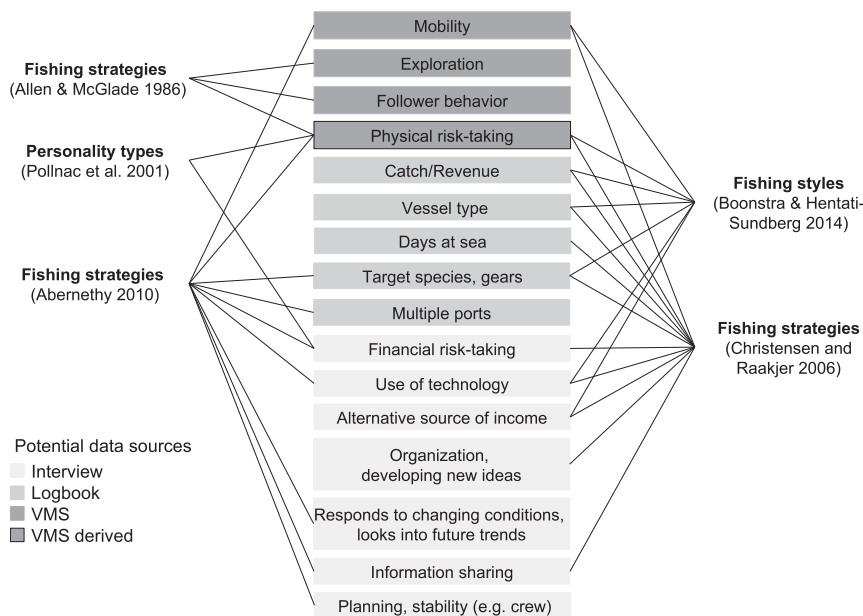 Fishing strategies
(Allen & McGlade 1986)
Personality types
(Pollnac et al. 2001)
Fishing strategies
(Abernethy 2010)
Mobility
Exploration
Follower behavior
Physical risk-taking
Catch/Revenue
Vessel type
Days at sea
Target species, gears
Multiple ports
Financial risk-taking
Use of technology
Alternative source of income
Organization,
developing new ideas
Responds to changing conditions,
looks into future trends
Information sharing
Planning, stability (e.g. crew)
Fishing styles
(Boonstra & Hentati-
Sundberg 2014)
Fishing strategies
(Christensen and
Raakjer 2006)
Potential data sources
Interview
Logbook
VMS
VMS derived